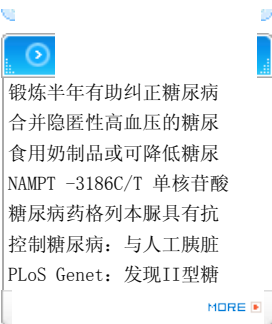 锻炼半年有助纠正糖尿病
合并隐匿性高血压的糖尿
食用奶制品或可降低糖尿
NAMPT -3186C/T 单核苷酸
糖尿病药格列本脲具有抗
控制糖尿病：与人工胰脏
PLoS Genet：发现II型糖
MORE